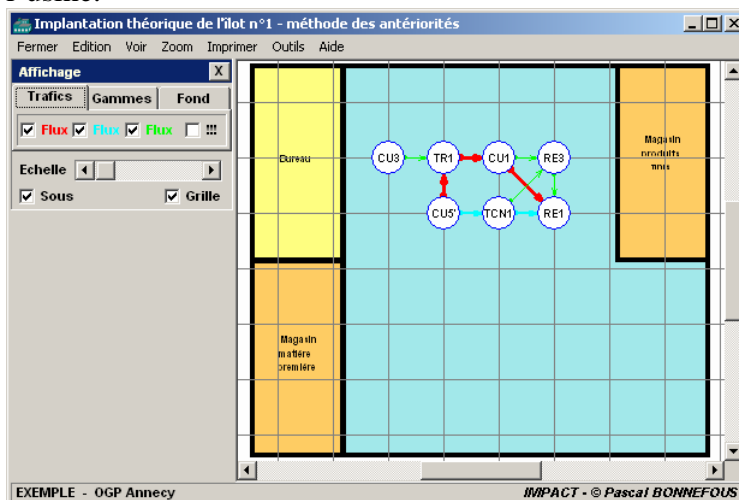 Implantation théorique de l'îlot n°1 - méthode des antériorités
Fermer Edition Voir Zoom Imprimer Outils Aide
Affichage X
Trafics Gammes Fond
Flux Flux Flux !!!
Echelle
Sous Grille
Bureau
Magasin
produits
finis
CU3 TR1 CU1 RE3
CU5' TCN1 RE1
Magasin
matière
première
EXEMPLE - OGP Annecy
IMPACT - © Pascal BONNEFOUS